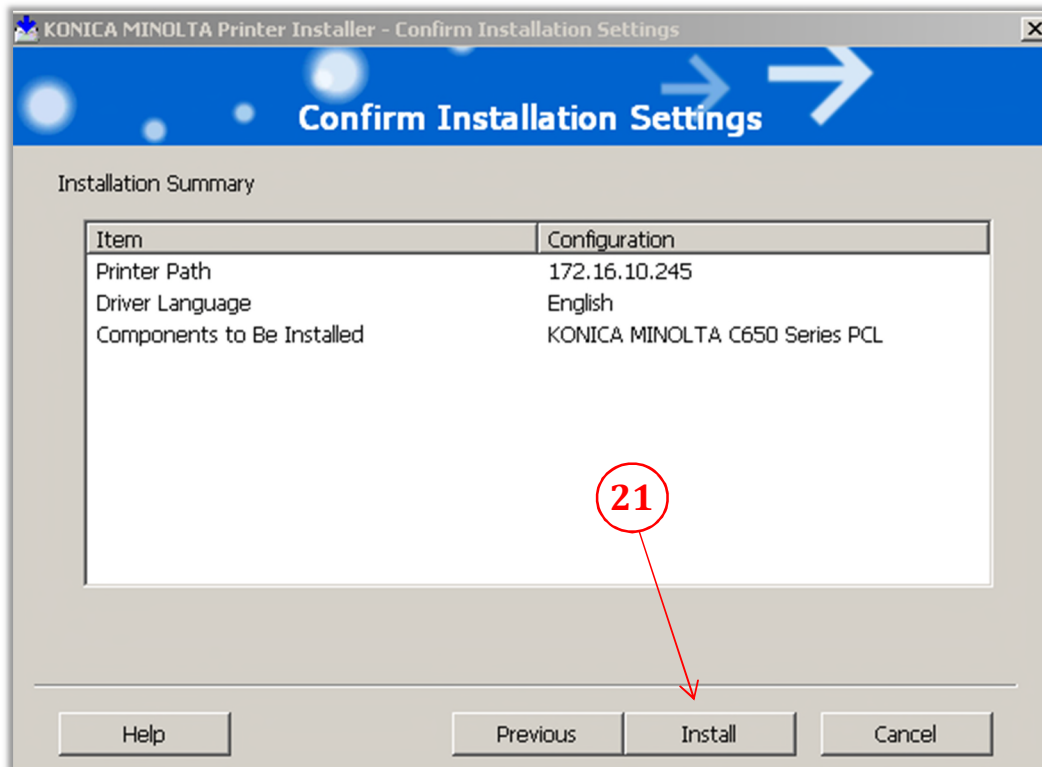 KONICA MINOLTA Printer Installer - Confirm Installation Settings
Confirm Installation Settings
Installation Summary
Item Configuration
Printer Path 172.16.10.245
Driver Language English
Components to Be Installed KONICA MINOLTA C650 Series PCL
21
Help Previous Install Cancel